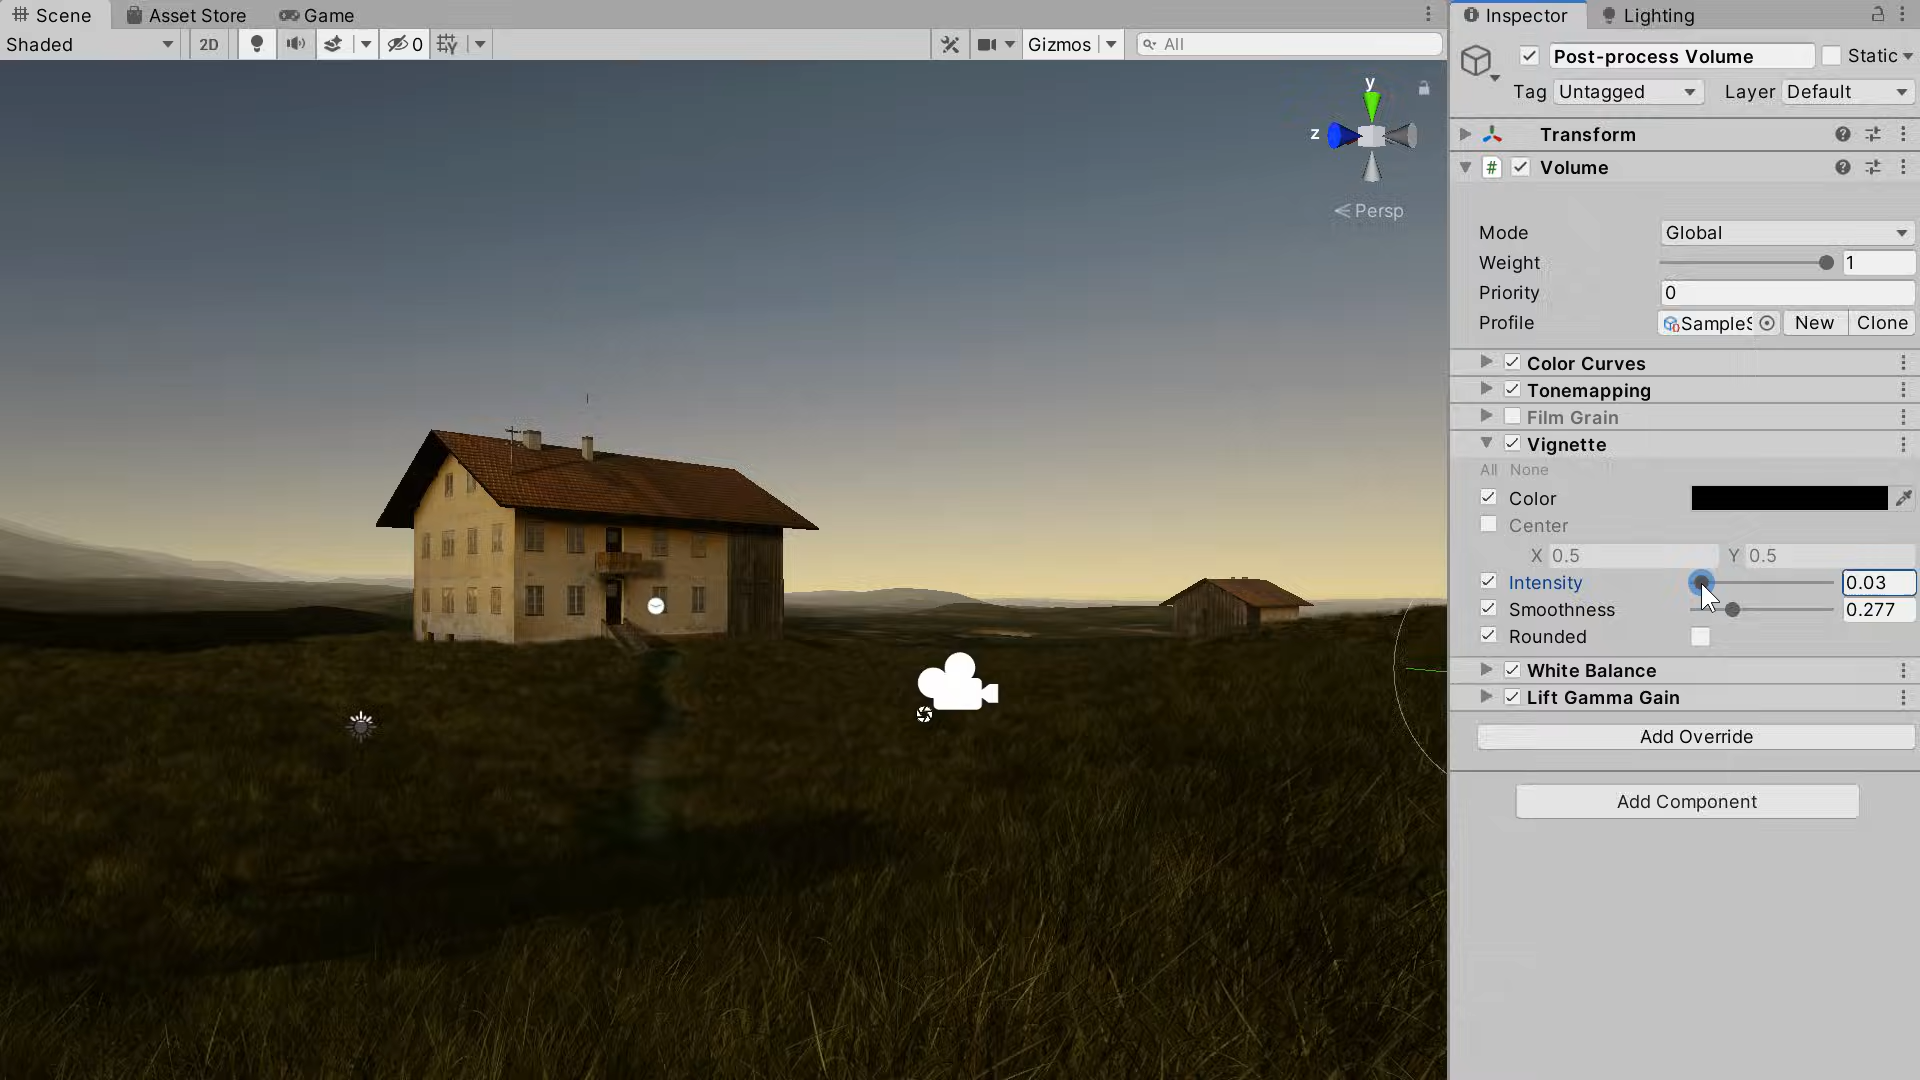 Scene
Asset Store
Game
Shaded
2D
0
Gizmos
All
y
z
Persp
Inspector
Lighting
Post-process Volume
Static
Tag Untagged Layer Default
Transform
# Volume
Mode Global
Weight 1
Priority 0
Profile SampleS New Clone
Color Curves
Tonemapping
Film Grain
Vignette
All None
Color
Center
X 0.5 Y 0.5
Intensity 0.03
Smoothness 0.277
Rounded
White Balance
Lift Gamma Gain
Add Override
Add Component